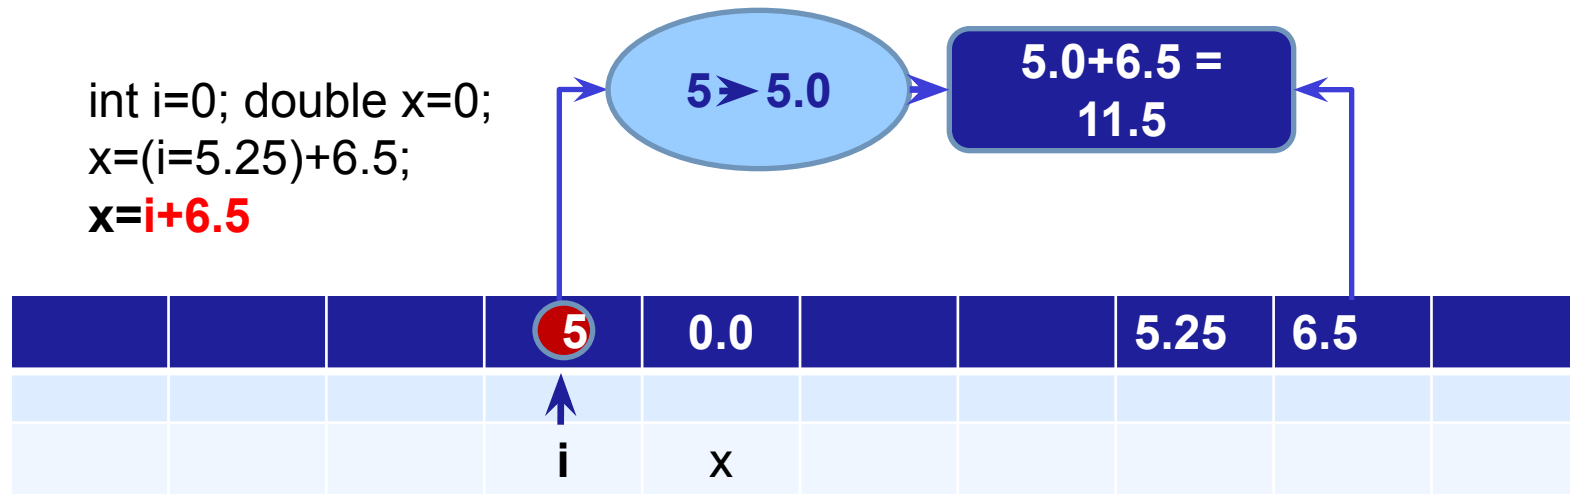 int i=0; double x=0;
x=(i=5.25)+6.5;
x=i+6.5
5➤5.0
5.0+6.5 =
11.5
5 0.0 5.25 6.5
i x